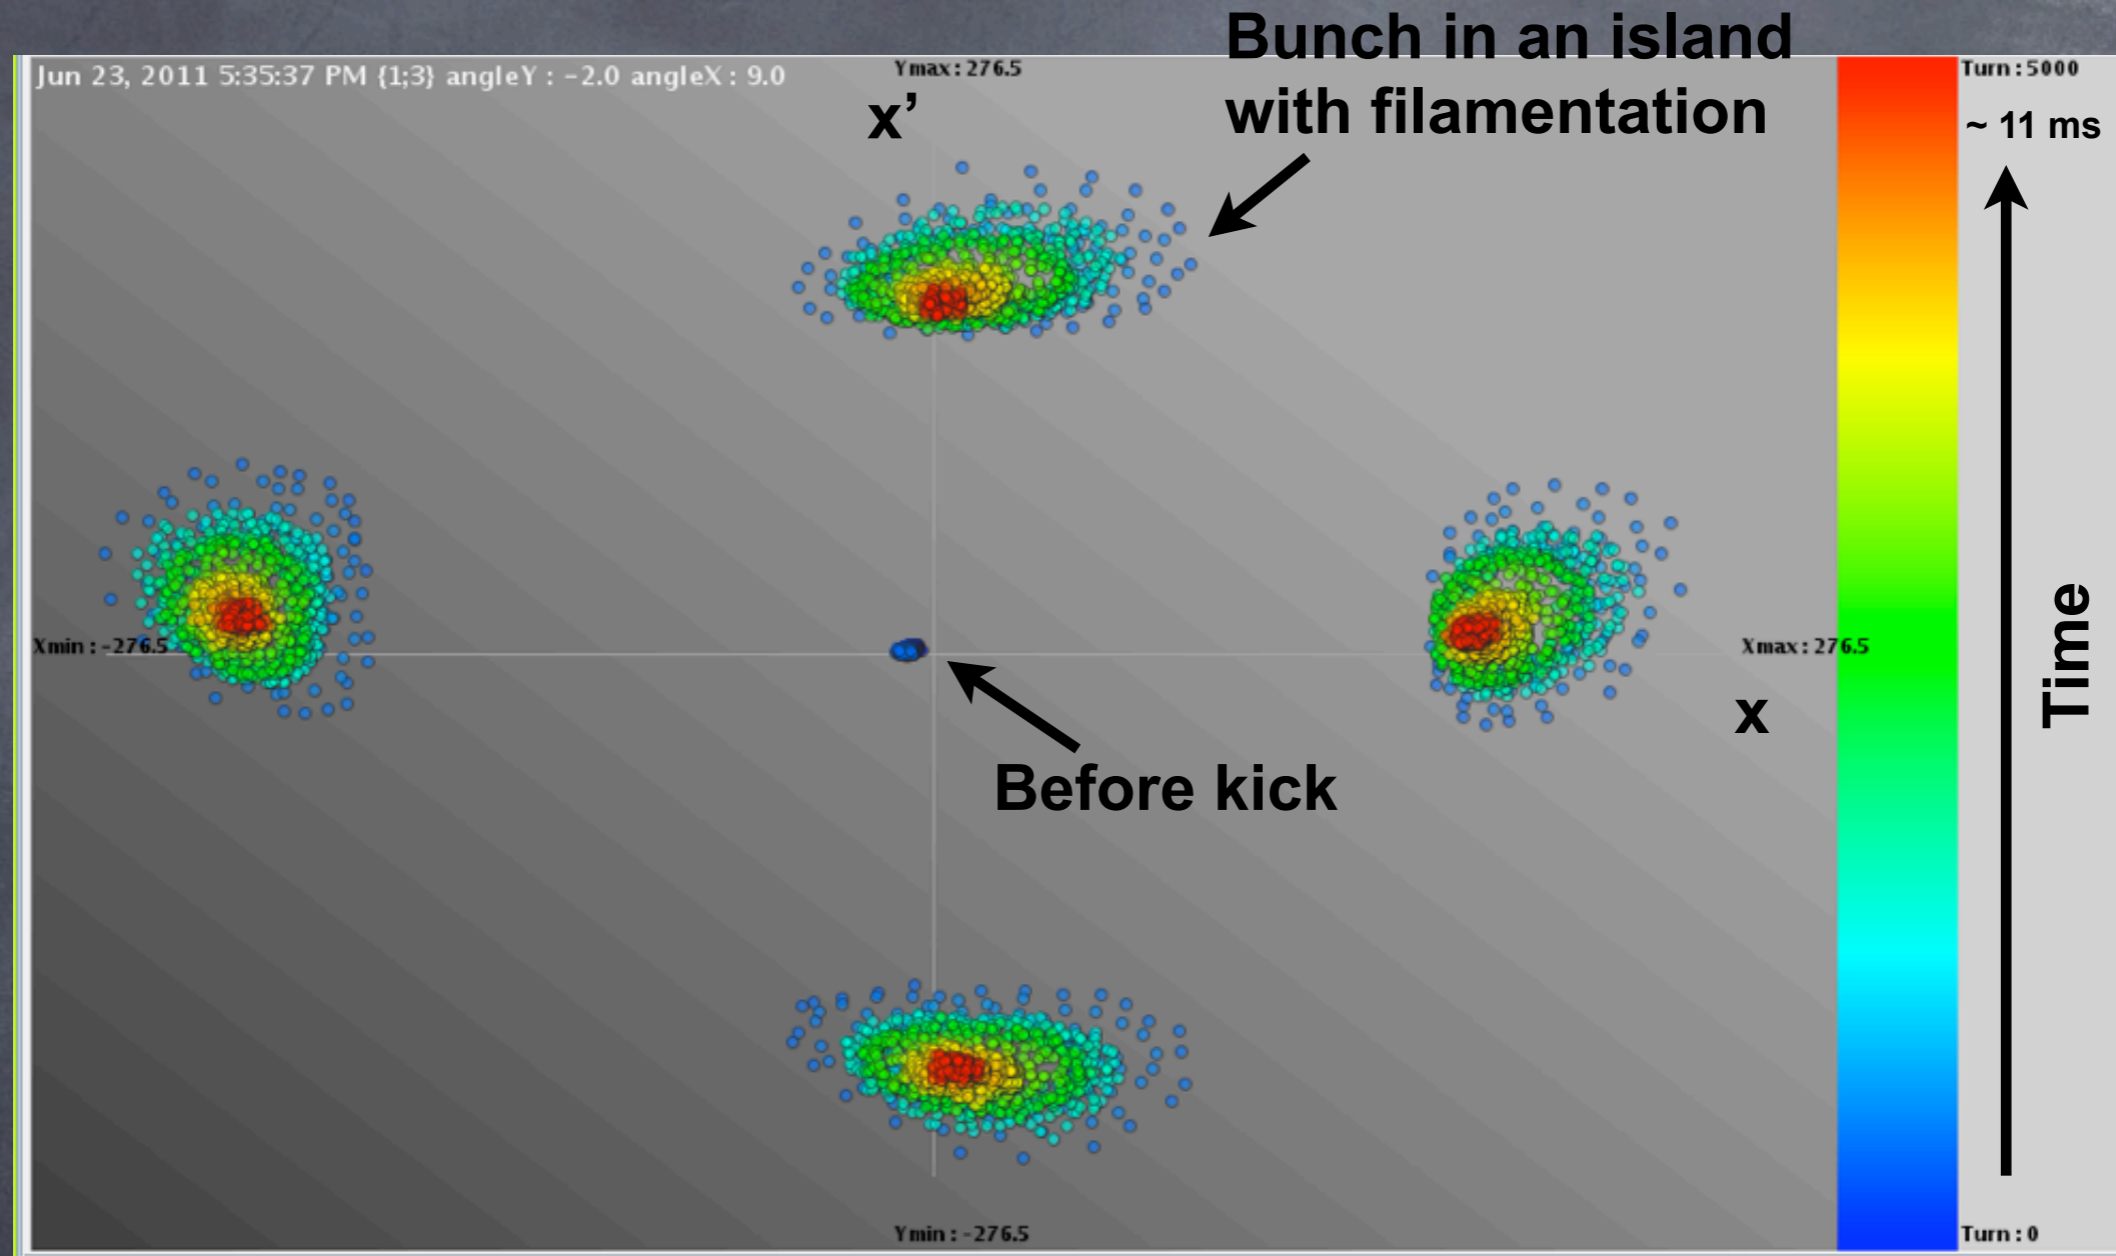 Bunch in an island
with filamentation
Jun 23, 2011 5:35:37 PM {1;3} angleY : -2.0 angleX : 9.0
Ymax : 276.5
Turn : 5000
x’
~ 11 ms
Xmin : -276.5
Xmax : 276.5
x
Time
Before kick
Ymin : -276.5
Turn : 0